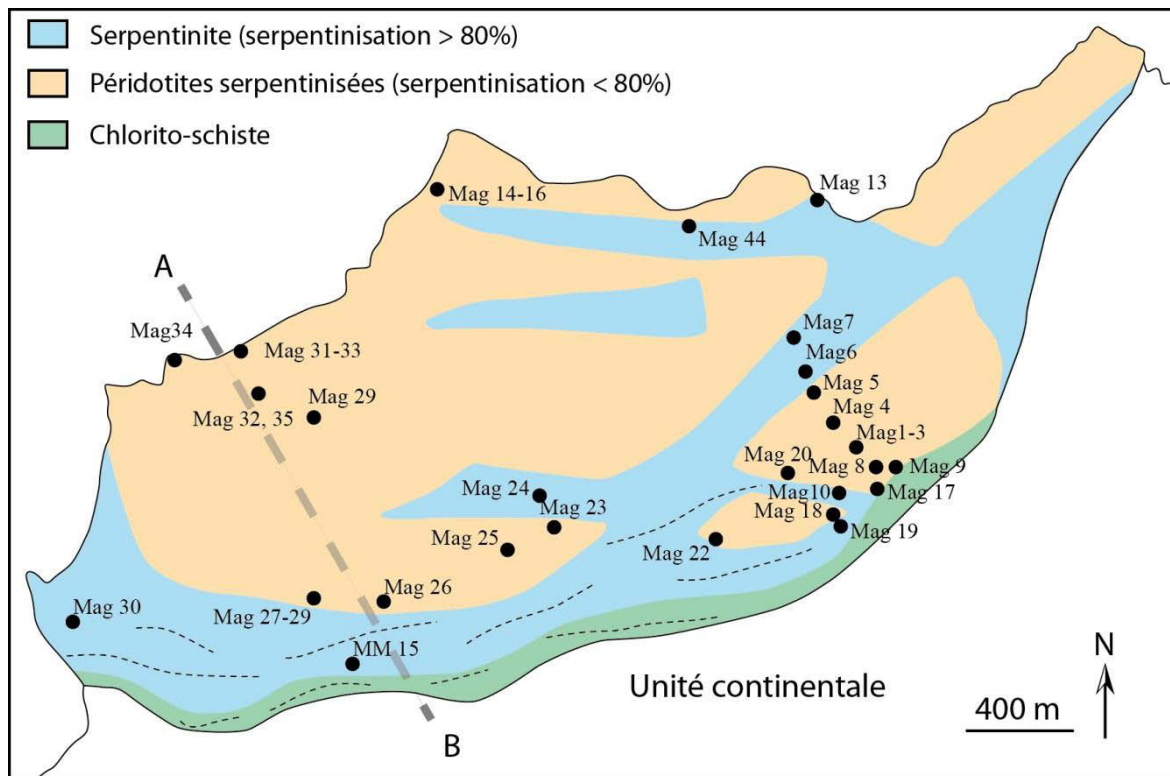 Serpentinite (serpentinisation > 80%)
Péridotites serpentinisées (serpentinisation < 80%)
Chlorito-schiste
Mag 14-16
Mag 13
Mag 44
A
Mag34
Mag 31-33
Mag 32, 35
Mag 29
Mag7
Mag6
Mag 5
Mag 4
Mag1-3
Mag 20
Mag 8
Mag 9
Mag 24
Mag10
Mag 17
Mag 23
Mag 18
Mag 19
Mag 25
Mag 22
Mag 26
Mag 30
Mag 27-29
MM 15
Unité continentale
N
400 m
B